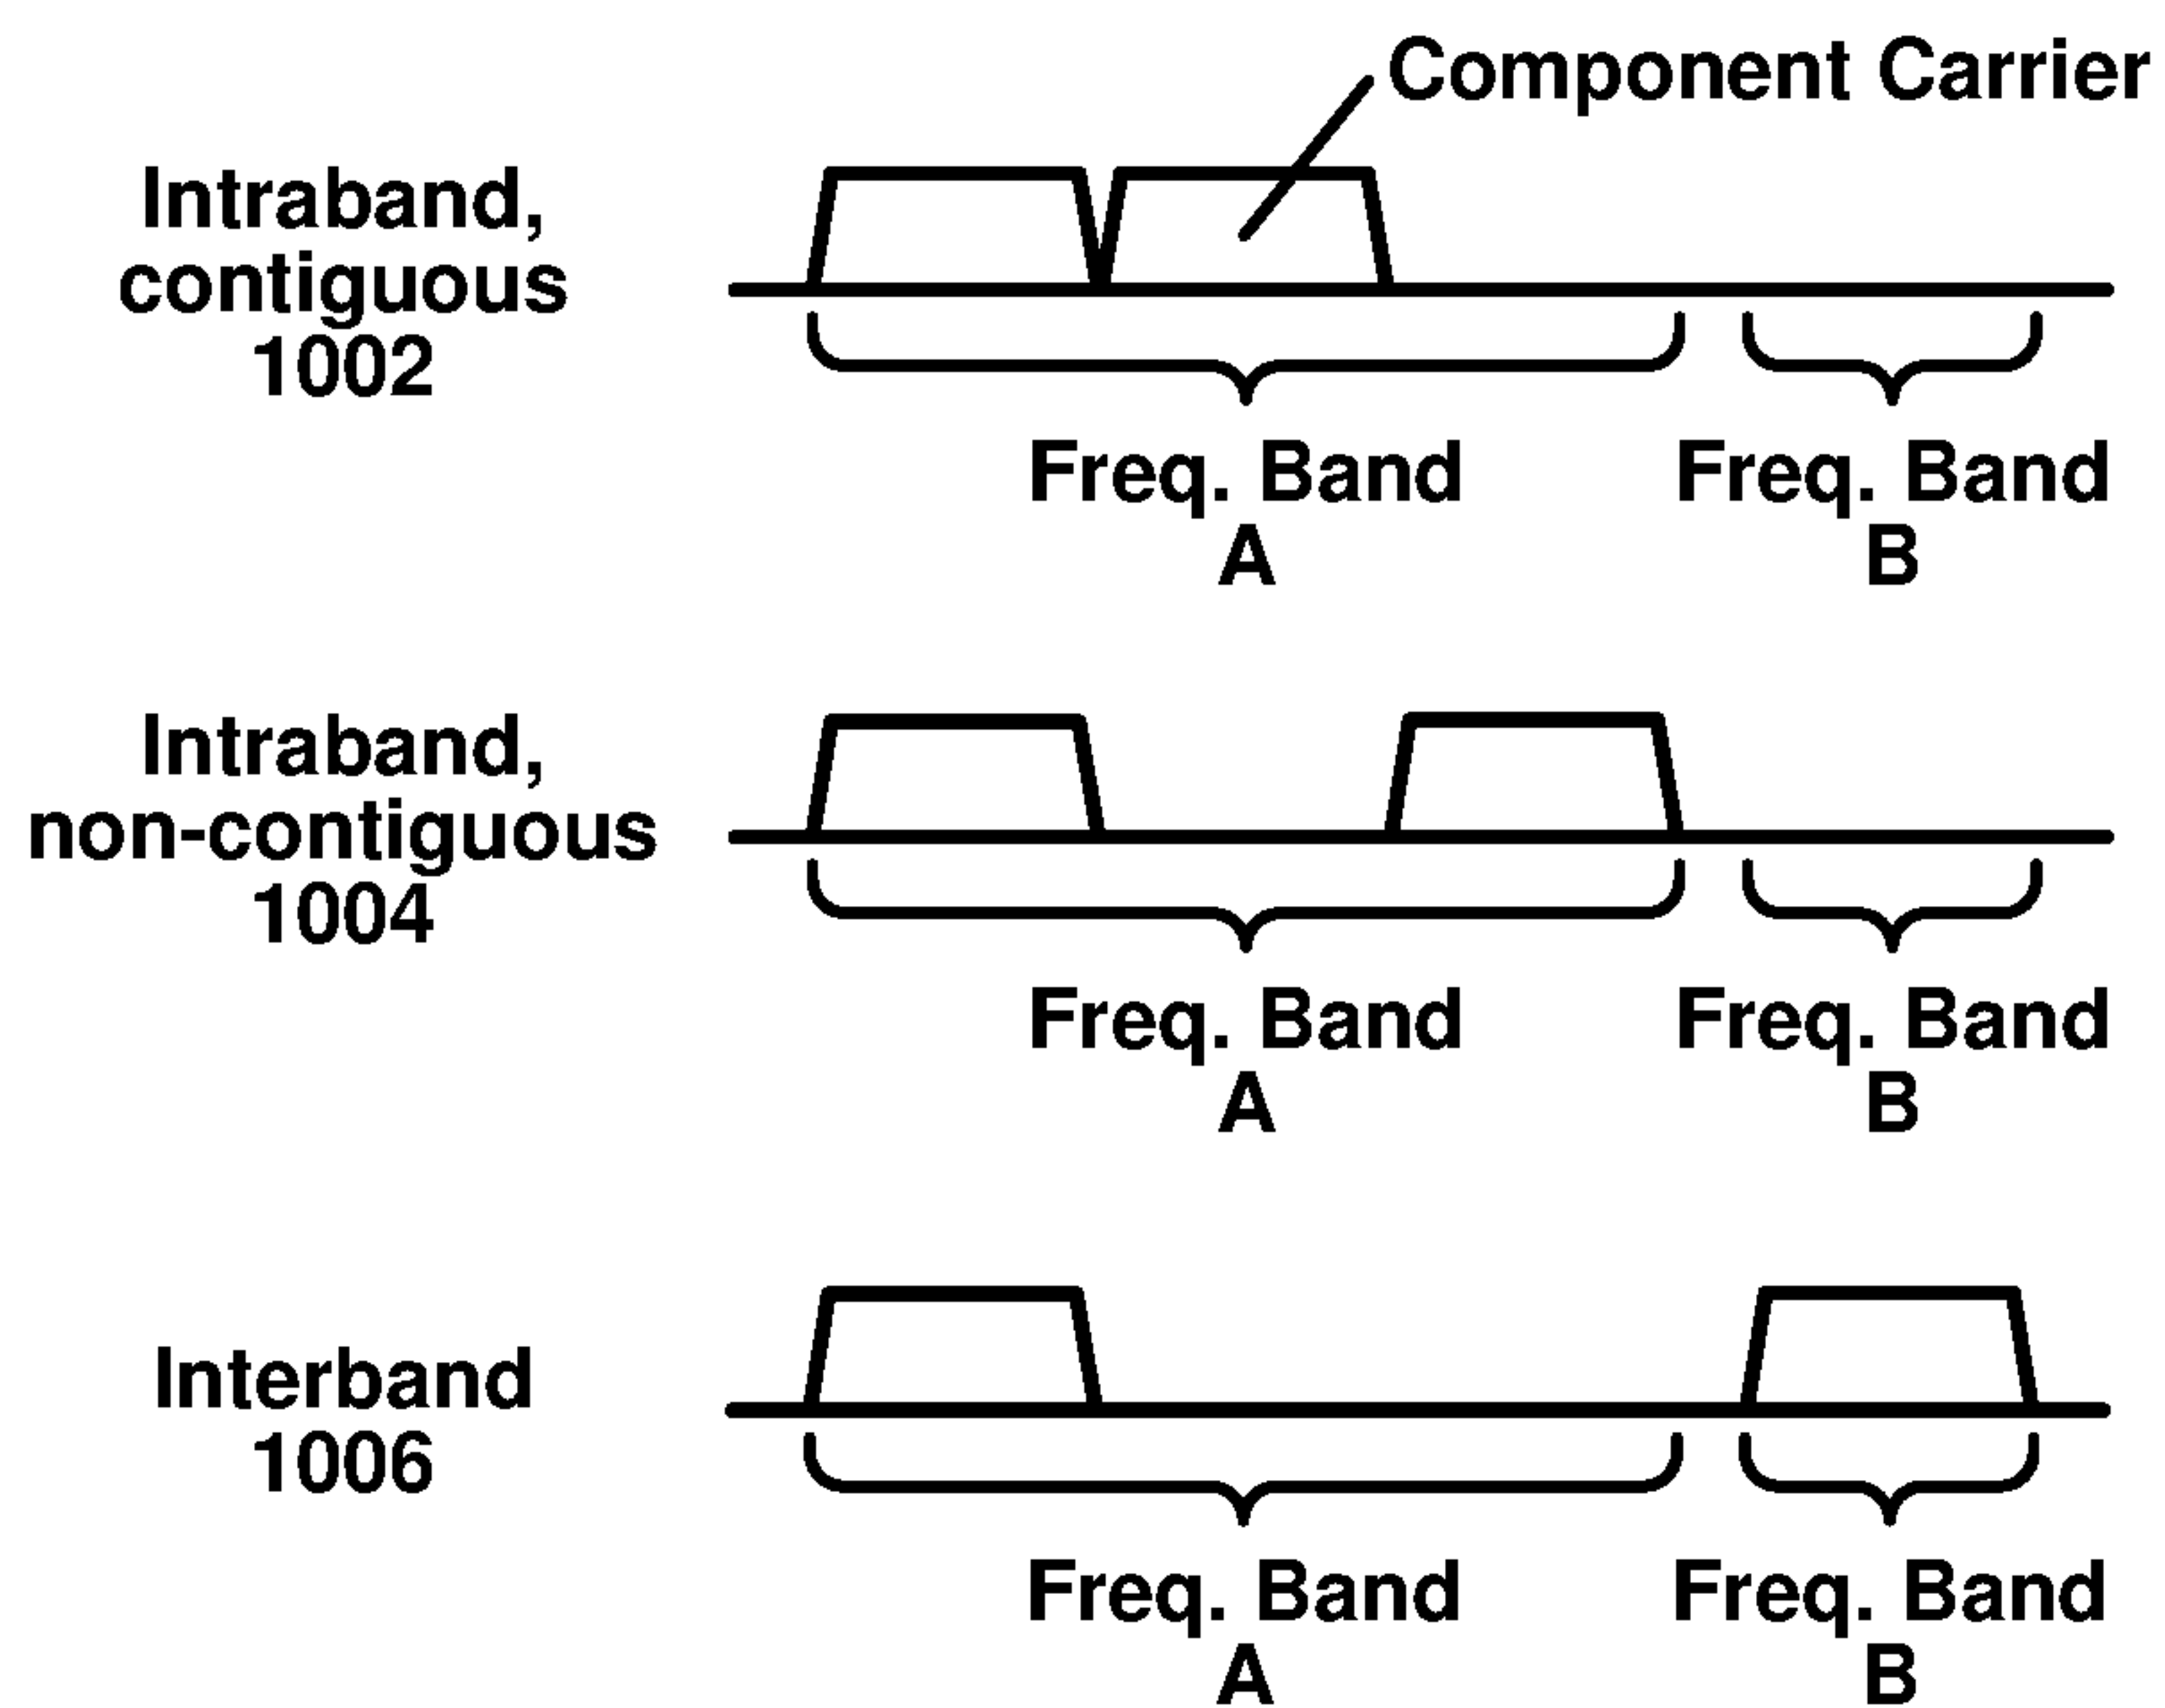 Component Carrier
Intraband,
contiguous
1002
Freq. Band
A
Freq. Band
B
Intraband,
non-contiguous
1004
Freq. Band
A
Freq. Band
B
Interband
1006
Freq. Band
A
Freq. Band
B